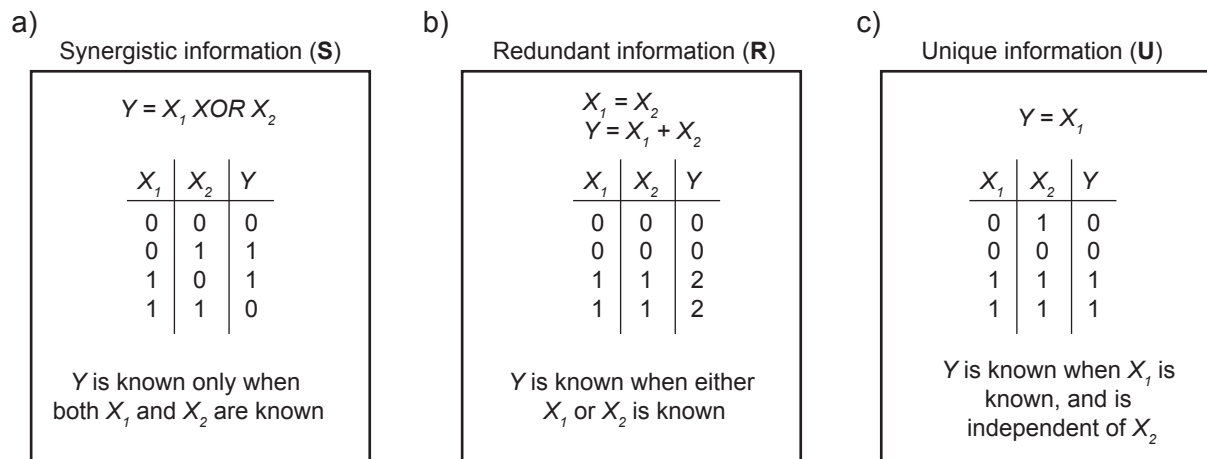 a)
Synergistic information (S)
Y = X₁ XOR X₂
X₁ X₂ Y
0 0 0
0 1 1
1 0 1
1 1 0
Y is known only when
both X₁ and X₂ are known
b)
Redundant information (R)
X₁ = X₂
Y = X₁ + X₂
X₁ X₂ Y
0 0 0
0 0 0
1 1 2
1 1 2
Y is known when either
X₁ or X₂ is known
c)
Unique information (U)
Y = X₁
X₁ X₂ Y
0 1 0
0 0 0
1 1 1
1 1 1
Y is known when X₁ is
known, and is
independent of X₂